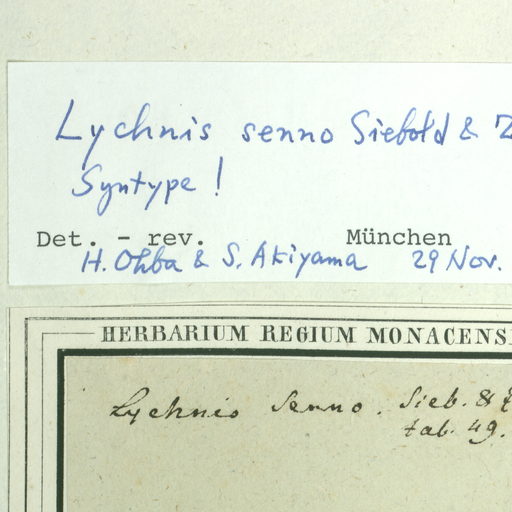 Lychnis senno Siebold & Z
Syntype !
Det. - rev. München
H. Ohba & S. Akiyama 29 Nov.
HERBARIUM REGIUM MONACENS
Lychnis Senno. Sieb. & 
tab. 49.